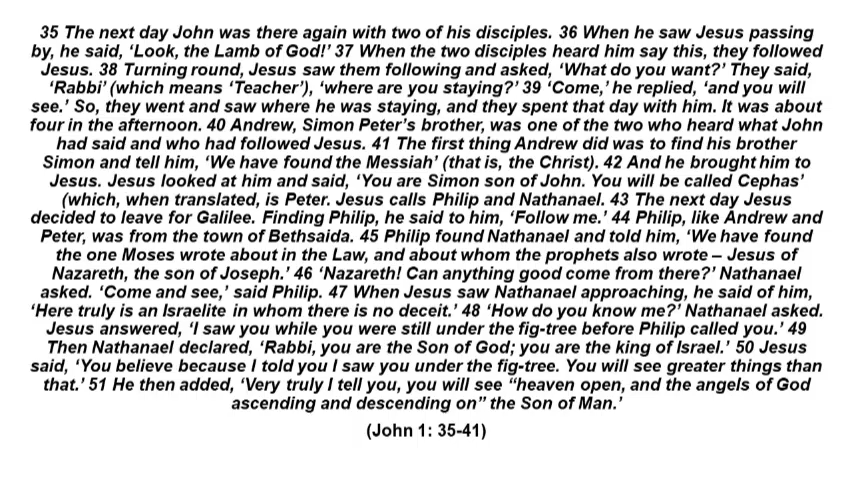 35 The next day John was there again with two of his disciples. 36 When he saw Jesus passing
by, he said, ‘Look, the Lamb of God!’ 37 When the two disciples heard him say this, they followed
Jesus. 38 Turning round, Jesus saw them following and asked, ‘What do you want?’ They said,
‘Rabbi’ (which means ‘Teacher’), ‘where are you staying?’ 39 ‘Come,’ he replied, ‘and you will
see.’ So, they went and saw where he was staying, and they spent that day with him. It was about
four in the afternoon. 40 Andrew, Simon Peter’s brother, was one of the two who heard what John
had said and who had followed Jesus. 41 The first thing Andrew did was to find his brother
Simon and tell him, ‘We have found the Messiah’ (that is, the Christ). 42 And he brought him to
Jesus. Jesus looked at him and said, ‘You are Simon son of John. You will be called Cephas’
(which, when translated, is Peter. Jesus calls Philip and Nathanael. 43 The next day Jesus
decided to leave for Galilee. Finding Philip, he said to him, ‘Follow me.’ 44 Philip, like Andrew and
Peter, was from the town of Bethsaida. 45 Philip found Nathanael and told him, ‘We have found
the one Moses wrote about in the Law, and about whom the prophets also wrote – Jesus of
Nazareth, the son of Joseph.’ 46 ‘Nazareth! Can anything good come from there?’ Nathanael
asked. ‘Come and see,’ said Philip. 47 When Jesus saw Nathanael approaching, he said of him,
‘Here truly is an Israelite in whom there is no deceit.’ 48 ‘How do you know me?’ Nathanael asked.
Jesus answered, ‘I saw you while you were still under the fig-tree before Philip called you.’ 49
Then Nathanael declared, ‘Rabbi, you are the Son of God; you are the king of Israel.’ 50 Jesus
said, ‘You believe because I told you I saw you under the fig-tree. You will see greater things than
that.’ 51 He then added, ‘Very truly I tell you, you will see “heaven open, and the angels of God
ascending and descending on” the Son of Man.’
(John 1: 35-41)